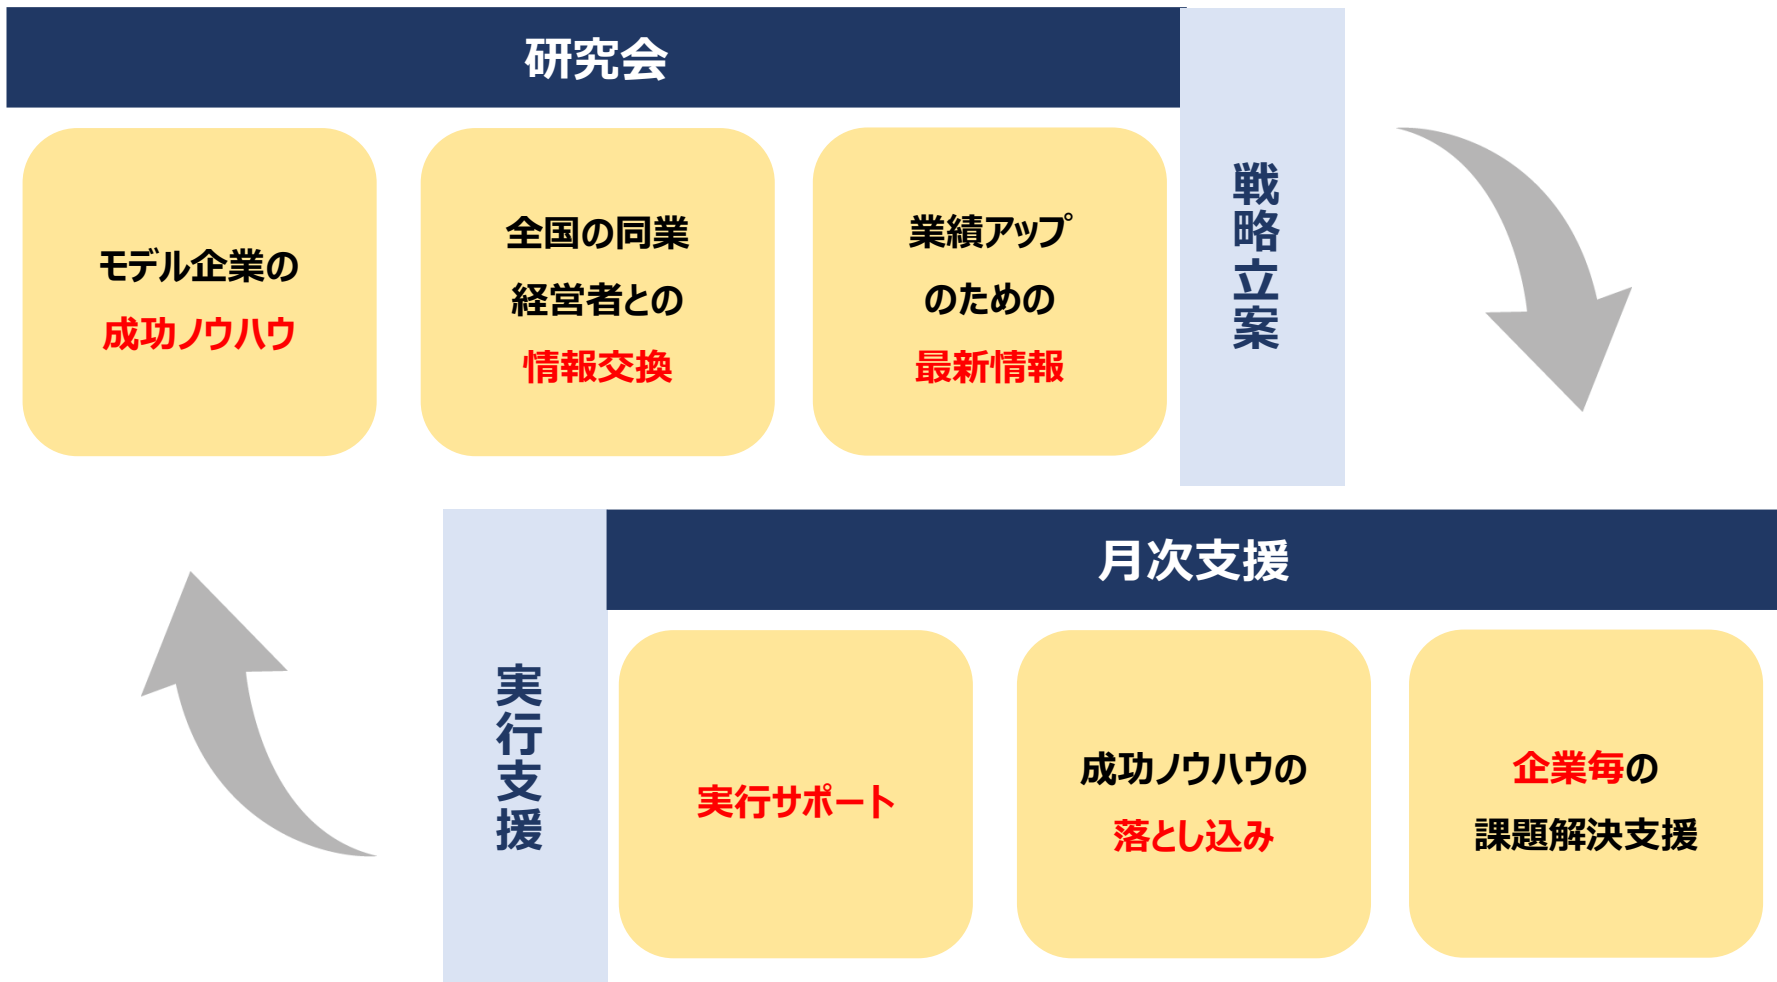 研究会
モデル企業の
成功ノウハウ
全国の同業
経営者との
情報交換
業績アップ
のための
最新情報
戦略立案
実行支援
月次支援
実行サポート
成功ノウハウの
落とし込み
企業毎の
課題解決支援